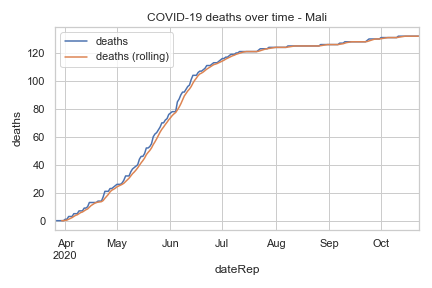 COVID-19 deaths over time - Mali
deaths
deaths (rolling)
deaths
120
100
80
60
40
20
0
Apr May Jun Jul Aug Sep Oct
2020
dateRep